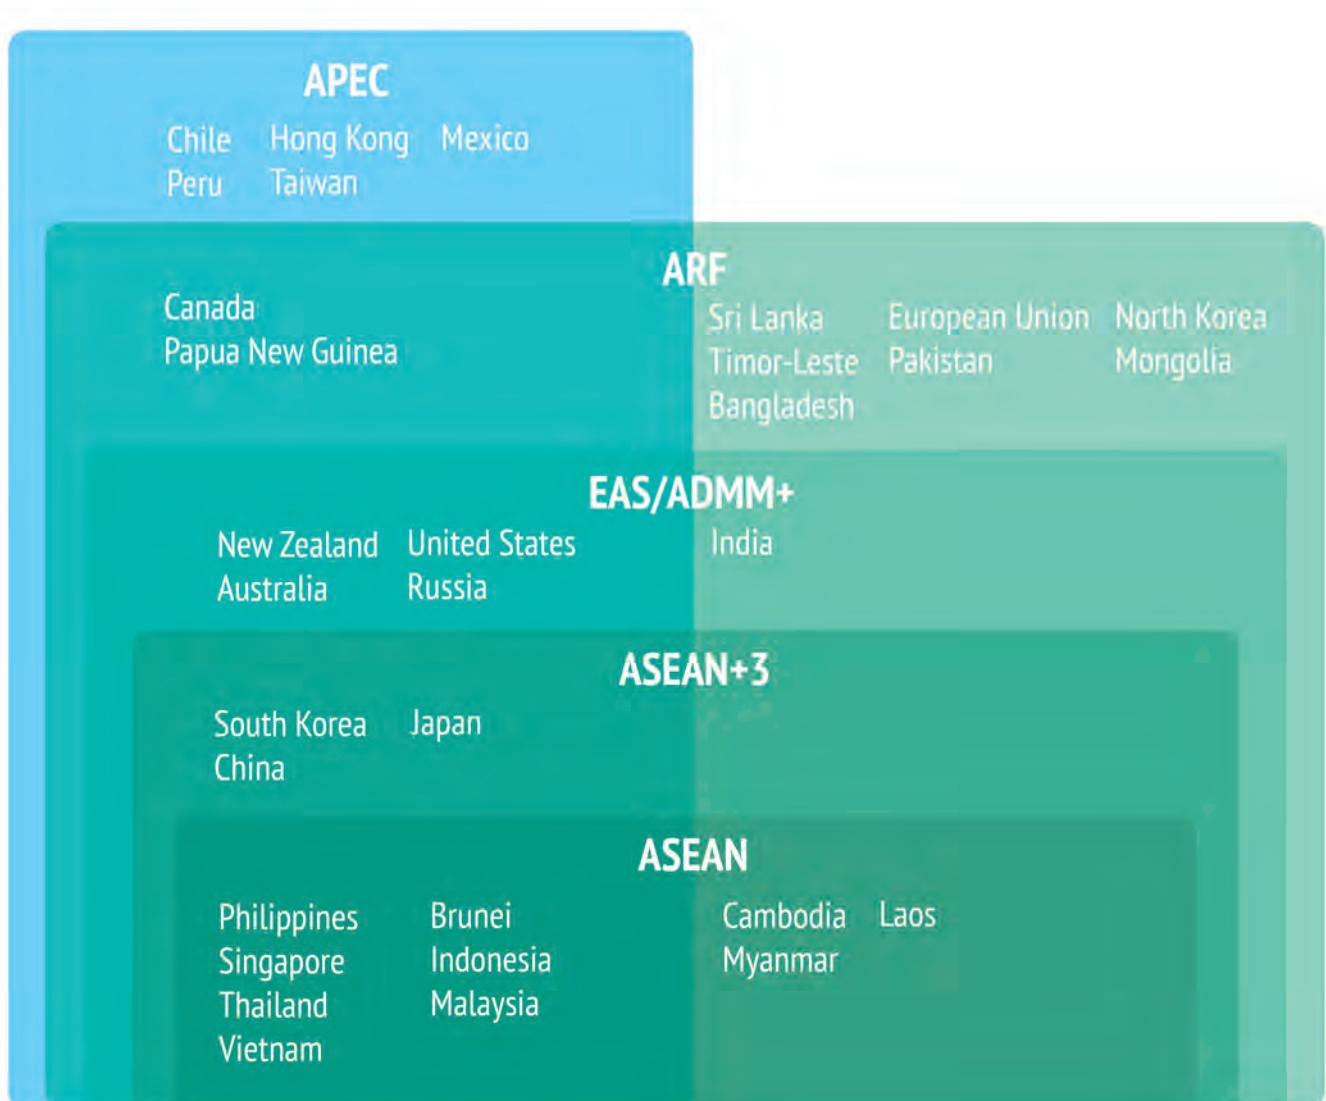 APEC
Chile Hong Kong Mexico
Peru Taiwan
ARF
Canada
Papua New Guinea
Sri Lanka European Union North Korea
Timor-Leste Pakistan Mongolia
Bangladesh
EAS/ADMM+
New Zealand United States India
Australia Russia
ASEAN+3
South Korea Japan
China
ASEAN
Philippines Brunei Cambodia Laos
Singapore Indonesia Myanmar
Thailand Malaysia
Vietnam